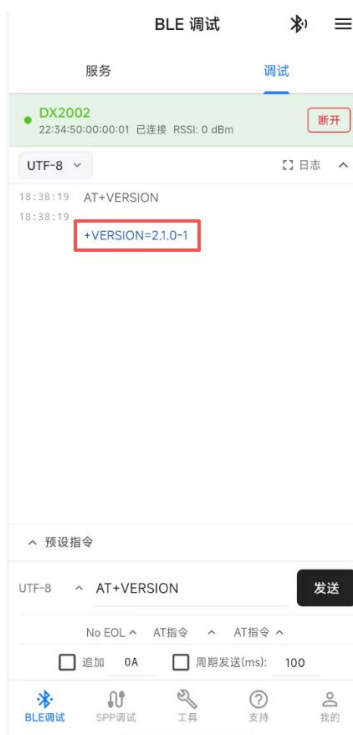 BLE 调试
服务 调试
DX2002
22:34:50:00:00:01 已连接 RSSI: 0 dBm
断开
UTF-8 日志
18:38:19 AT+VERSION
18:38:19
+VERSION=2.1.0-1
预设指令
UTF-8 AT+VERSION 发送
No EOL AT指令 AT指令
追加 0A 周期发送(ms): 100
BLE调试 SPP调试 工具 支持 我的